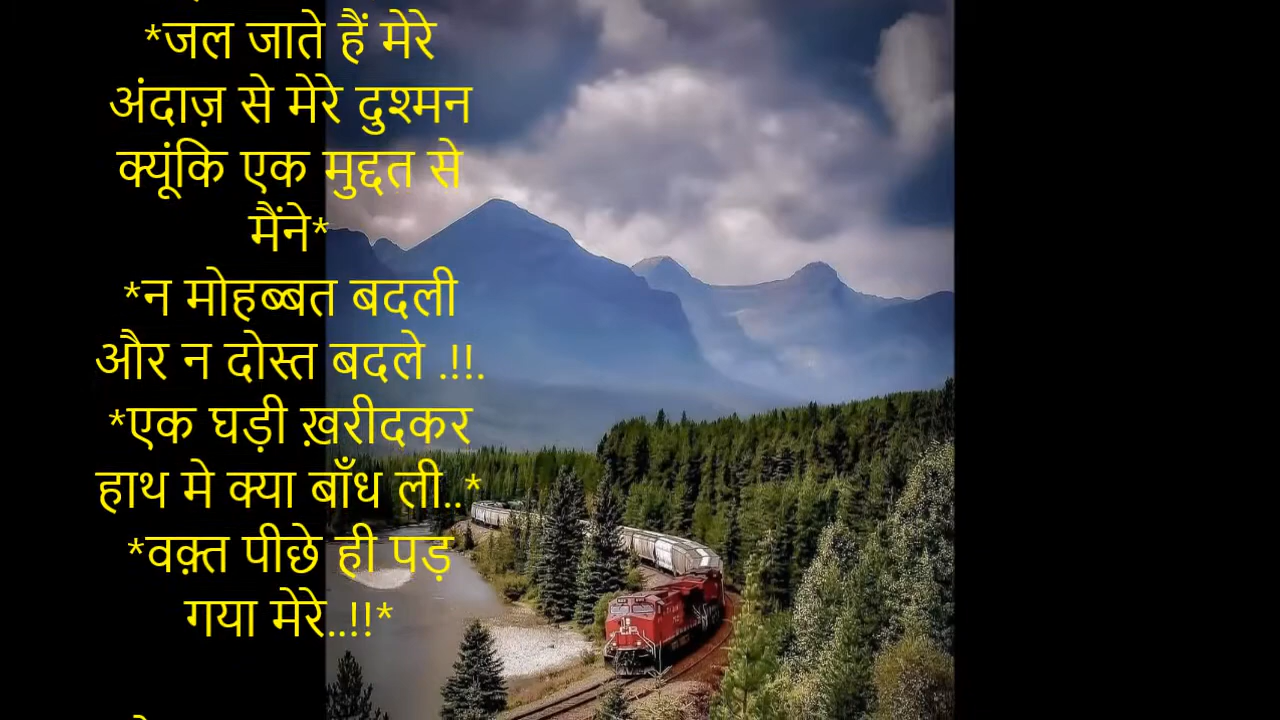 *जल जाते हैं मेरे
अंदाज़ से मेरे दुश्मन
क्यूंकि एक मुद्दत से
मैंने*
*न मोहब्बत बदली
और न दोस्त बदले .!!.
*एक घड़ी ख़रीदकर
हाथ मे क्या बाँध ली..*
*वक़्त पीछे ही पड़
गया मेरे..!!*